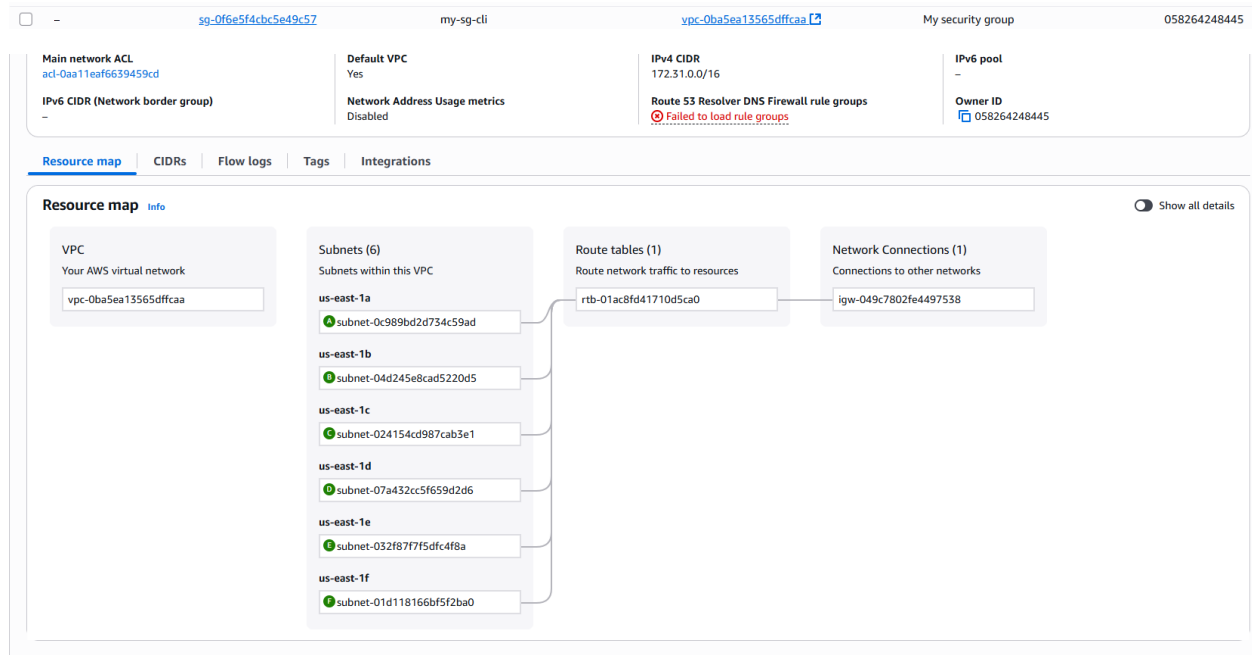 – sg-0f6e5f4cbc5e49c57 my-sg-cli vpc-0ba5ea13565dffcaa My security group 058264248445
Main network ACL Default VPC IPv4 CIDR IPv6 pool
acl-0aa11eaf6639459cd Yes 172.31.0.0/16 –
IPv6 CIDR (Network border group) Network Address Usage metrics Route 53 Resolver DNS Firewall rule groups Owner ID
– Disabled Failed to load rule groups 058264248445
Resource map CIDRs Flow logs Tags Integrations
Resource map Info Show all details
VPC Subnets (6) Route tables (1) Network Connections (1)
Your AWS virtual network Subnets within this VPC Route network traffic to resources Connections to other networks
vpc-0ba5ea13565dffcaa us-east-1a rtb-01ac8fd41710d5ca0 igw-049c7802fe4497538
A subnet-0c989bd2d734c59ad
us-east-1b
B subnet-04d245e8cad5220d5
us-east-1c
C subnet-024154cd987cab3e1
us-east-1d
D subnet-07a432cc5f659d2d6
us-east-1e
E subnet-032f87f7f5dfc4f8a
us-east-1f
F subnet-01d118166bf5f2ba0